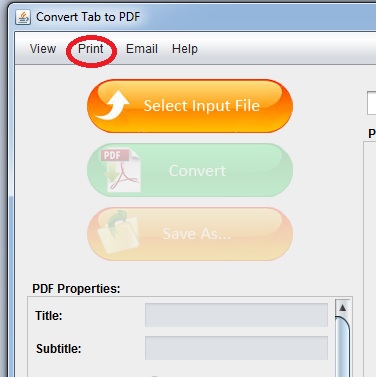 Convert Tab to PDF
View Print Email Help
Select Input File
PDF
Convert
Save As...
P
PDF Properties:
Title:
Subtitle: